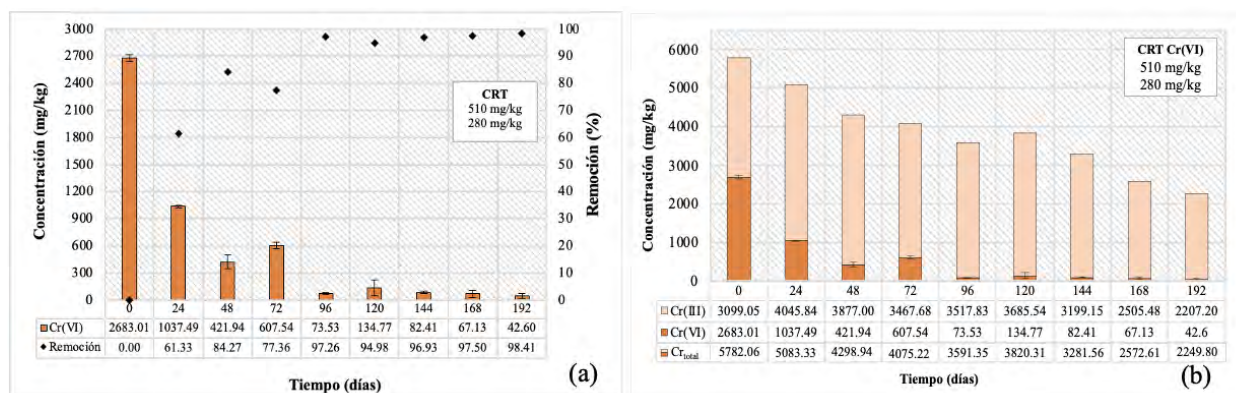 3000
2700
2400
2100
1800
1500
1200
900
600
300
0
Concentración (mg/kg)
100
90
80
70
60
50
40
30
20
10
0
Remoción (%)
CRT
510 mg/kg
280 mg/kg
0 24 48 72 96 120 144 168 192
Cr(VI) 2683.01 1037.49 421.94 607.54 73.53 134.77 82.41 67.13 42.60
Remoción 0.00 61.33 84.27 77.36 97.26 94.98 96.93 97.50 98.41
Tiempo (días)
(a)
6000
5000
4000
3000
2000
1000
0
Concentración (mg/kg)
CRT Cr(VI)
510 mg/kg
280 mg/kg
0 24 48 72 96 120 144 168 192
Cr(III) 3099.05 4045.84 3877.00 3467.68 3517.83 3685.54 3199.15 2505.48 2207.20
Cr(VI) 2683.01 1037.49 421.94 607.54 73.53 134.77 82.41 67.13 42.6
Cr total 5782.06 5083.33 4298.94 4075.22 3591.35 3820.31 3281.56 2572.61 2249.80
Tiempo (días)
(b)